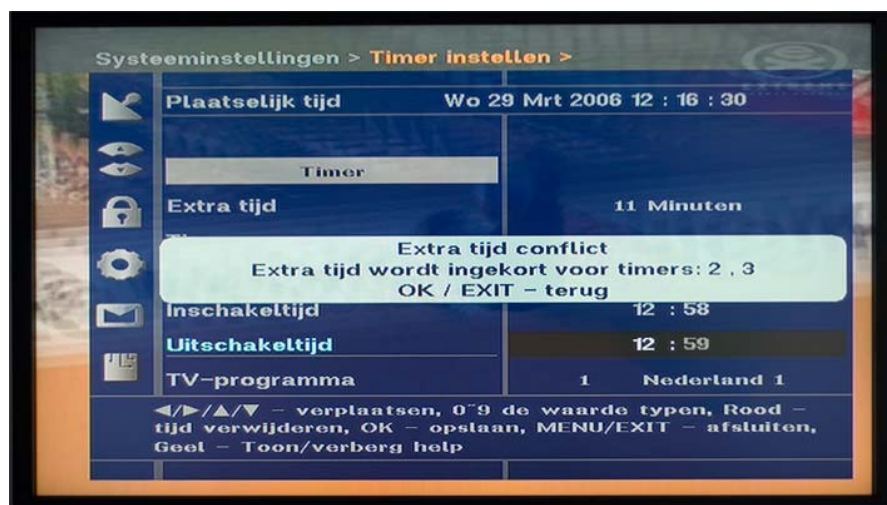 Systeeminstellingen > Timer instellen >
Plaatselijk tijd Wo 29 Mrt 2006 12 : 16 : 30
Timer
Extra tijd 11 Minuten
Extra tijd conflict
Extra tijd wordt ingekort voor timers: 2 , 3
OK / EXIT – terug
Inschakeltijd 12 : 58
Uitschakeltijd 12 : 59
TV-programma 1 Nederland 1
◀/▶/▲/▼ – verplaatsen, 0~9 de waarde typen, Rood –
tijd verwijderen, OK – opslaan, MENU/EXIT – afsluiten,
Geel – Toon/verberg help